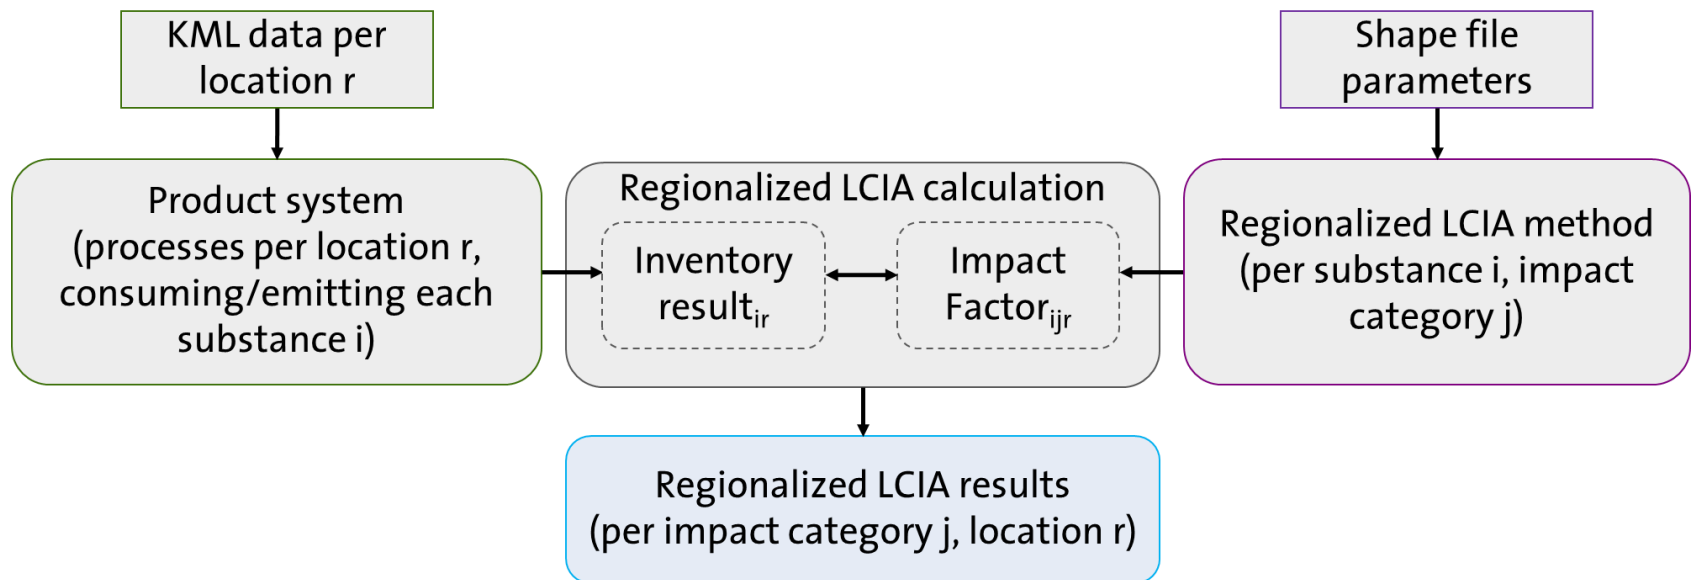 KML data per
location r
Shape file
parameters
Product system
(processes per location r,
consuming/emitting each
substance i)
Regionalized LCIA calculation
Inventory
result_ir
Impact
Factor_ijr
Regionalized LCIA method
(per substance i, impact
category j)
Regionalized LCIA results
(per impact category j, location r)